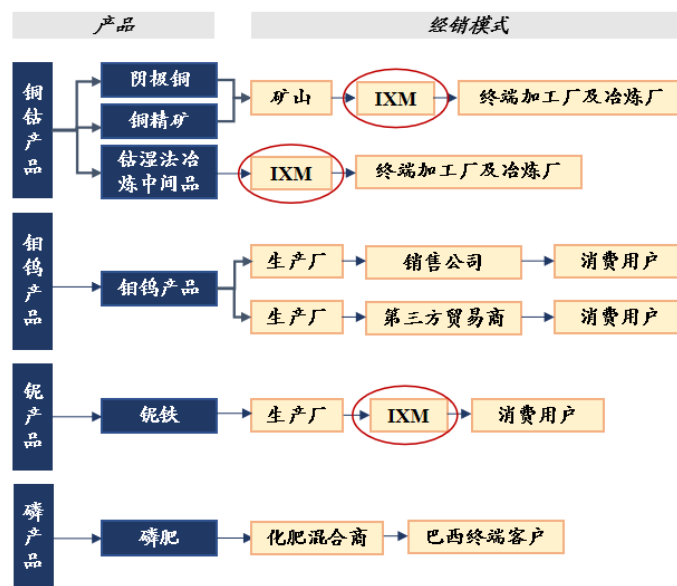 产品
经销模式
铜钴产品
阴极铜
铜精矿
矿山
IXM
终端加工厂及冶炼厂
钴湿法冶
炼中间品
IXM
终端加工厂及冶炼厂
钼钨产品
钼钨产品
生产厂
销售公司
消费用户
生产厂
第三方贸易商
消费用户
铌产品
铌铁
生产厂
IXM
消费用户
磷产品
磷肥
化肥混合商
巴西终端客户